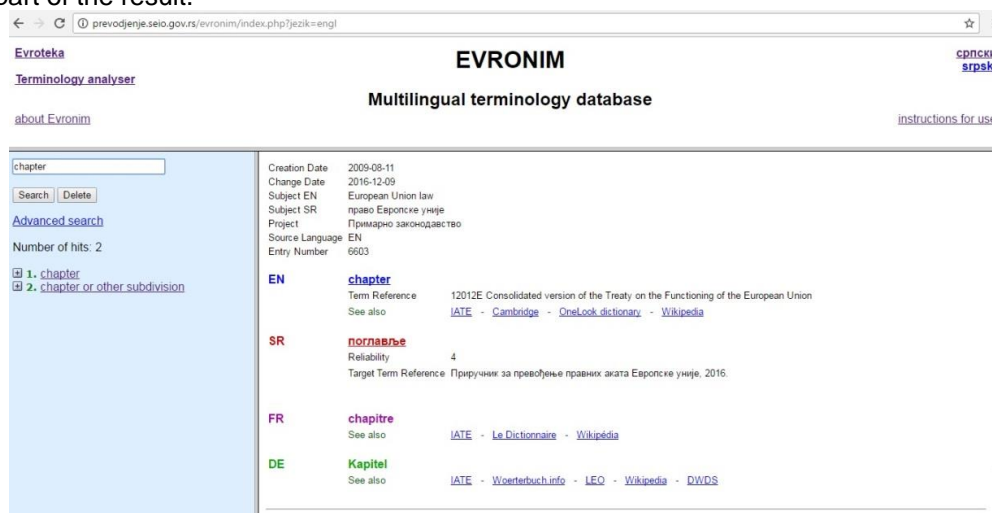 part of the result.
prevodjenje.seio.gov.rs/evronim/index.php?jezik=engl
Evroteka
EVRONIM
српски
srpsk
Terminology analyser
Multilingual terminology database
about Evronim
instructions for use
chapter
Search Delete
Advanced search
Number of hits: 2
1. chapter
2. chapter or other subdivision
Creation Date 2009-08-11
Change Date 2016-12-09
Subject EN European Union law
Subject SR право Европске уније
Project Примарно законодавство
Source Language EN
Entry Number 6603
EN chapter
Term Reference 12012E Consolidated version of the Treaty on the Functioning of the European Union
See also IATE - Cambridge - OneLook dictionary - Wikipedia
SR поглавље
Reliability 4
Target Term Reference Приручник за превођење правних аката Европске уније, 2016.
FR chapitre
See also IATE - Le Dictionnaire - Wikipédia
DE Kapitel
See also IATE - Woerterbuch.info - LEO - Wikipedia - DWDS